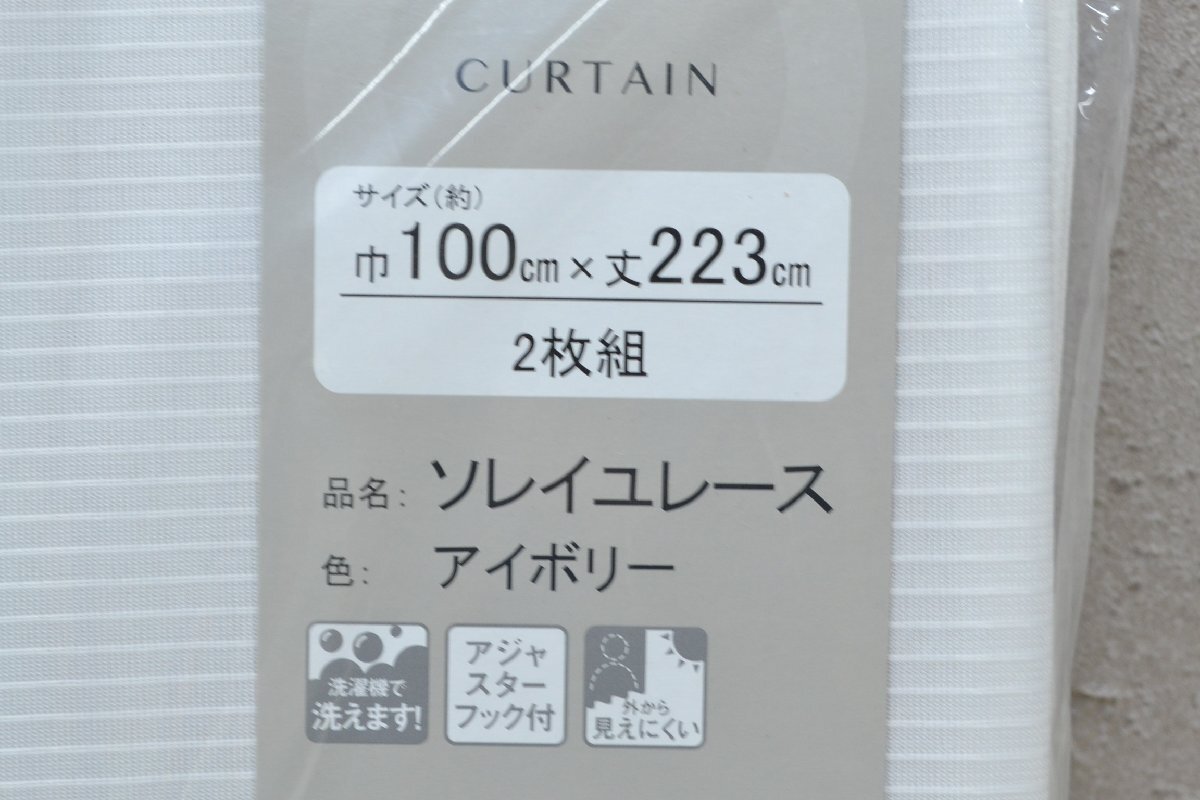 CURTAIN
サイズ(約)
巾100cm×丈223cm
2枚組
品名: ソレイユレース
色: アイボリー
洗濯機で
洗えます!
アジャ
スター
フック付
外から
見えにくい